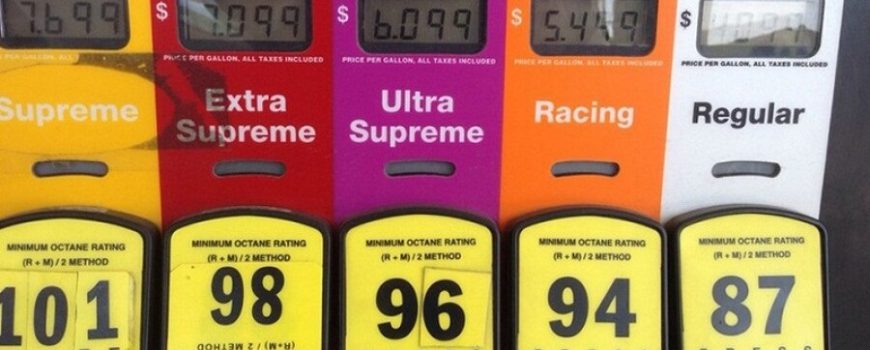 7.699
Supreme
MINIMUM OCTANE RATING
(R + M) / 2 METHOD
101
$ 7.099
PRICE PER GALLON, ALL TAXES INCLUDED
Extra
Supreme
MINIMUM OCTANE RATING
(R + M) / 2 METHOD
98
(R+M) / 2
METHOD
$ 6.099
PRICE PER GALLON, ALL TAXES INCLUDED
Ultra
Supreme
MINIMUM OCTANE RATING
(R + M) / 2 METHOD
96
$ 5.449
PRICE PER GALLON, ALL TAXES INCLUDED
Racing
MINIMUM OCTANE RATING
(R + M) / 2 METHOD
94
$
PRICE PER GALLON, ALL TAXES INCLUDED
Regular
MINIMUM OCTANE RATING
(R + M) / 2 METHOD
87